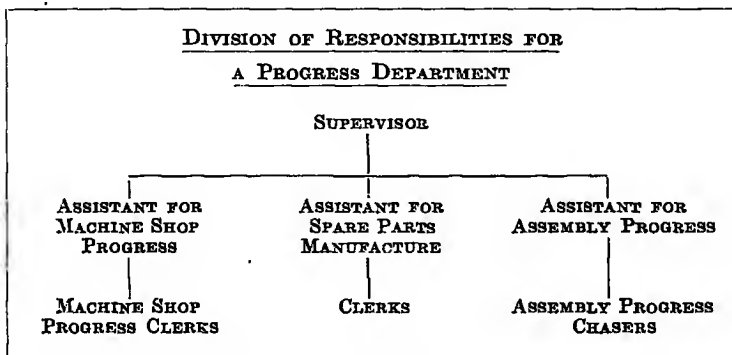 DIVISION OF RESPONSIBILITIES FOR
A PROGRESS DEPARTMENT
SUPERVISOR
ASSISTANT FOR
MACHINE SHOP
PROGRESS
ASSISTANT FOR
SPARE PARTS
MANUFACTURE
ASSISTANT FOR
ASSEMBLY PROGRESS
MACHINE SHOP
PROGRESS CLERKS
CLERKS
ASSEMBLY PROGRESS
CHASERS